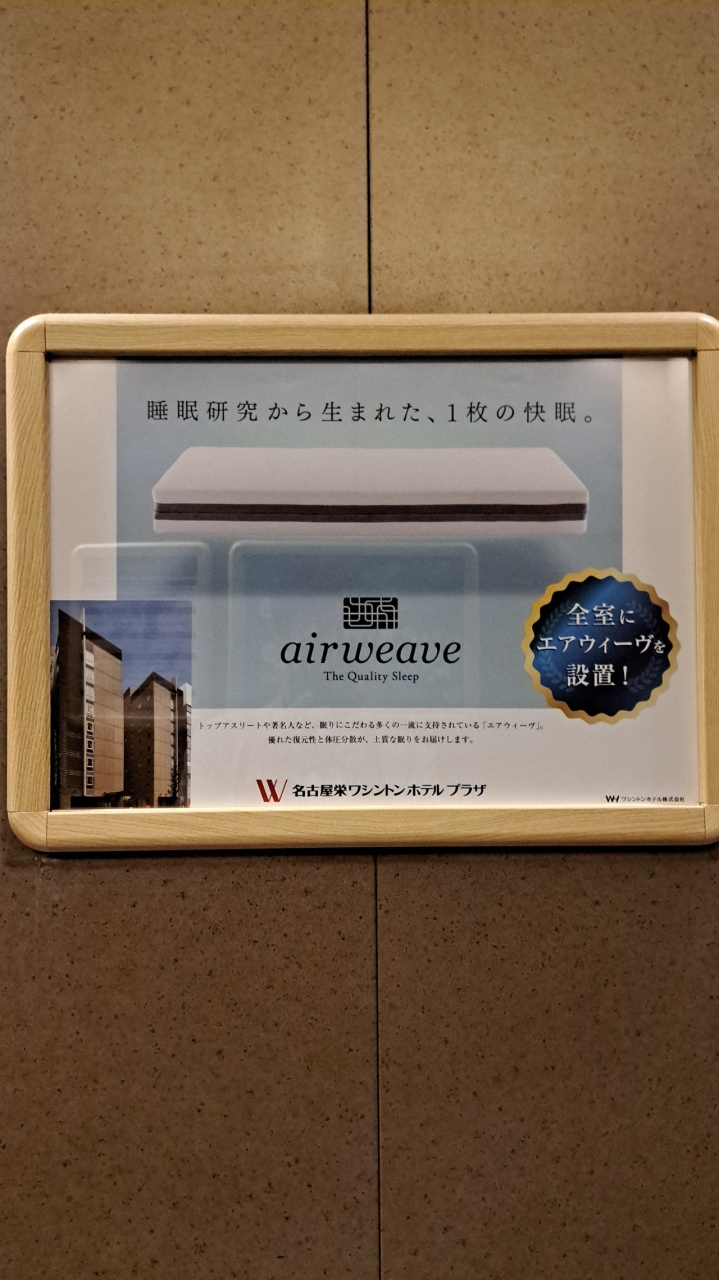 睡眠研究から生まれた、1枚の快眠。
airweave
The Quality Sleep
全室に
エアウィーヴを
設置！
トップアスリートや著名人など、眠りにこだわる多くの一流に支持されている「エアウィーヴ」。
優れた復元性と体圧分散が、上質な眠りをお届けします。
名古屋栄ワシントンホテル プラザ
WH ワシントンホテル株式会社